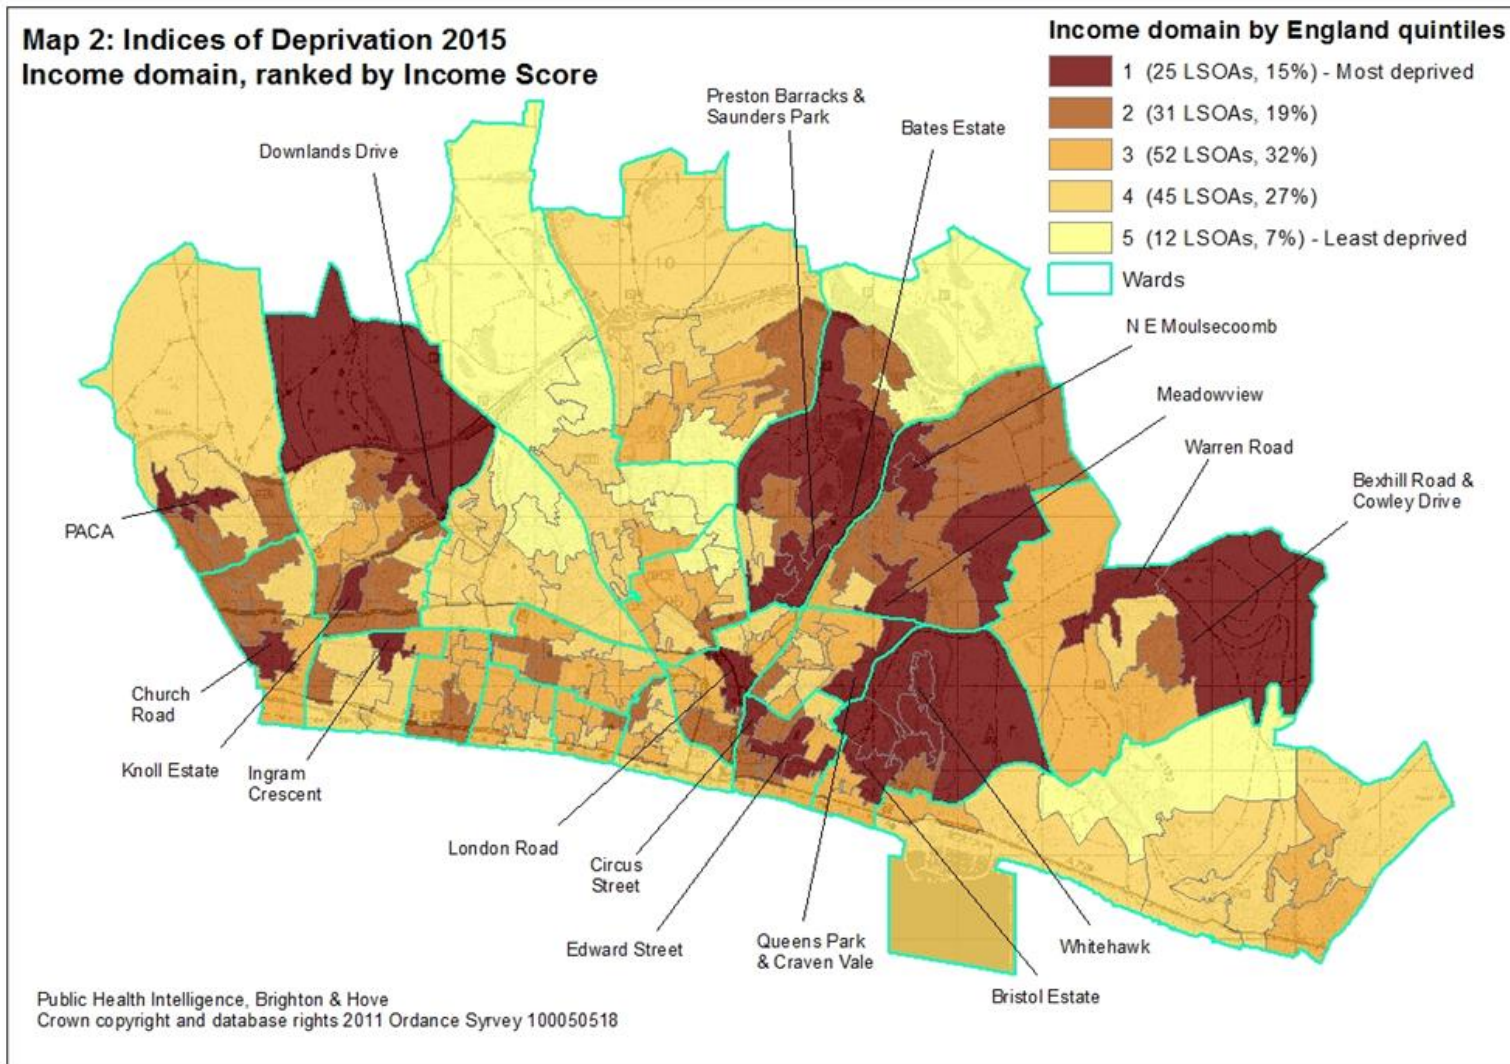 Map 2: Indices of Deprivation 2015
Income domain, ranked by Income Score
Income domain by England quintiles
1 (25 LSOAs, 15%) - Most deprived
2 (31 LSOAs, 19%)
3 (52 LSOAs, 32%)
4 (45 LSOAs, 27%)
5 (12 LSOAs, 7%) - Least deprived
Wards
Preston Barracks &
Saunders Park
Bates Estate
Downlands Drive
N E Moulsecoomb
Meadowview
Warren Road
Bexhill Road &
Cowley Drive
PACA
Church
Road
Knoll Estate
Ingram
Crescent
London Road
Circus
Street
Edward Street
Queens Park
& Craven Vale
Whitehawk
Bristol Estate
Public Health Intelligence, Brighton & Hove
Crown copyright and database rights 2011 Ordance Syrvey 100050518